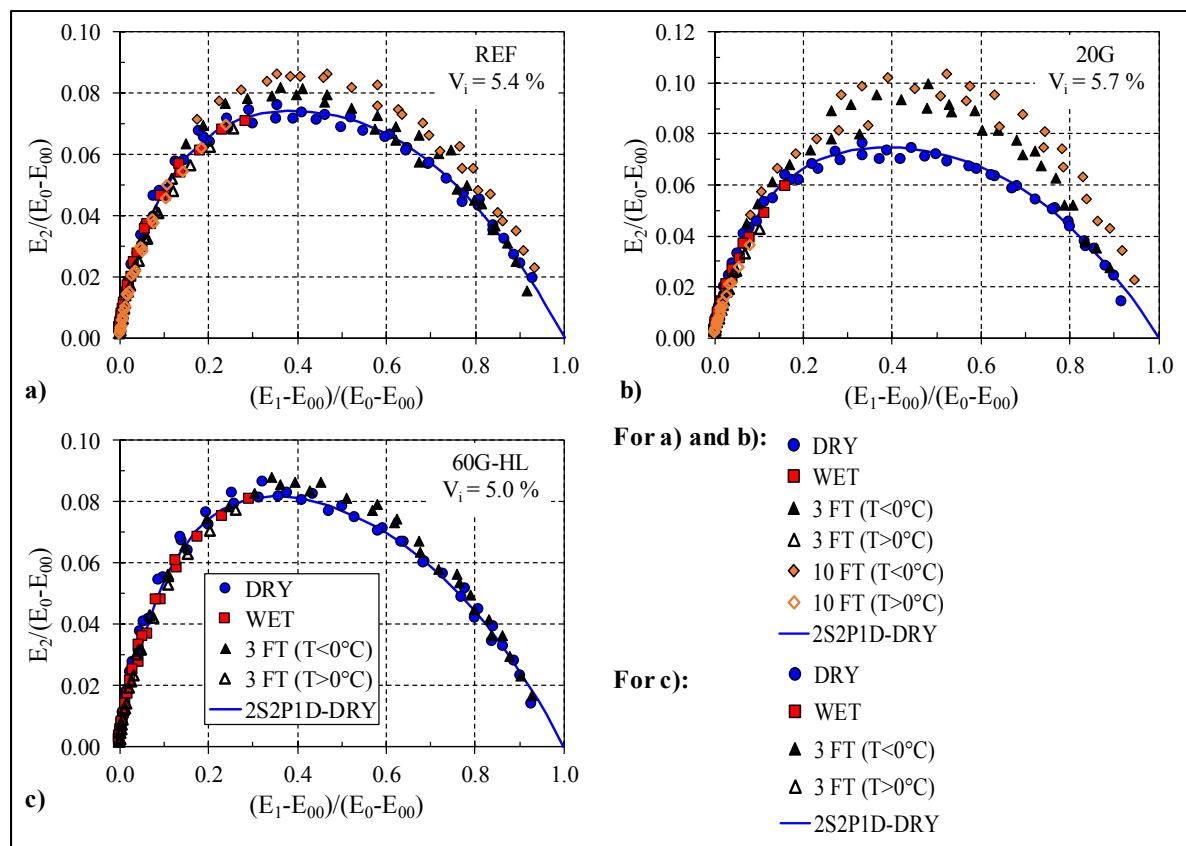 REF
Vi = 5.4 %
0.10
0.08
0.06
0.04
0.02
0.00
E2/(E0-E00)
0.0 0.2 0.4 0.6 0.8 1.0
(E1-E00)/(E0-E00)
a)
20G
Vi = 5.7 %
0.12
0.10
0.08
0.06
0.04
0.02
0.00
E2/(E0-E00)
0.0 0.2 0.4 0.6 0.8 1.0
(E1-E00)/(E0-E00)
b)
60G-HL
Vi = 5.0 %
0.10
0.08
0.06
0.04
0.02
0.00
E2/(E0-E00)
DRY
WET
3 FT (T<0°C)
3 FT (T>0°C)
2S2P1D-DRY
0.0 0.2 0.4 0.6 0.8 1.0
(E1-E00)/(E0-E00)
c)
For a) and b):
DRY
WET
3 FT (T<0°C)
3 FT (T>0°C)
10 FT (T<0°C)
10 FT (T>0°C)
2S2P1D-DRY
For c):
DRY
WET
3 FT (T<0°C)
3 FT (T>0°C)
2S2P1D-DRY